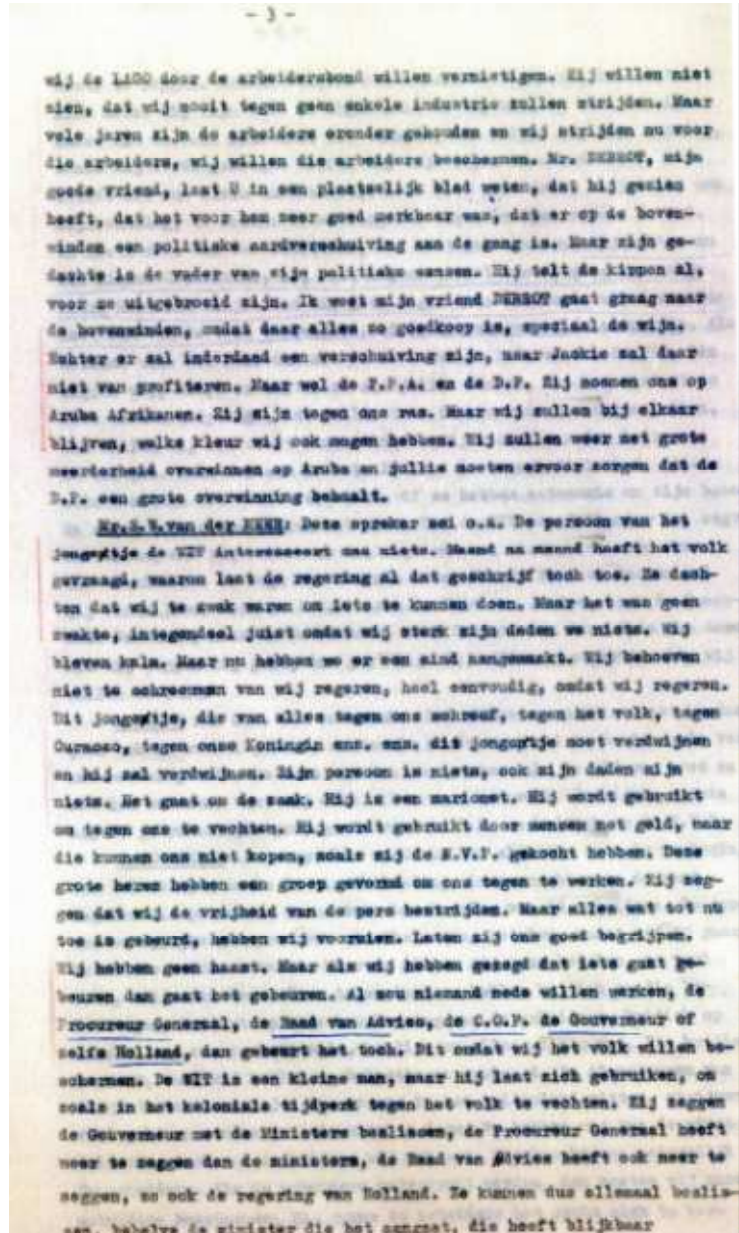 - 3 -
wij de LAGO door de arbeidersbond willen vernietigen. Zij willen niet
zien, dat wij nooit tegen geen enkele industrie zullen strijden. Maar
vele jaren zijn de arbeiders eronder gehouden en wij strijden nu voor
die arbeiders, wij willen die arbeiders beschermen. Mr. DEBROT, mijn
goede vriend, laat U in een plaatselijk blad weten, dat hij gezien
heeft, dat het voor hem zeer goed merkbaar was, dat er op de boven-
winden een politieke aardverschuiving aan de gang is. Maar zijn ge-
dachte is de vader van zijn politieke wensen. Hij telt de kippen al,
voor ze uitgebroeid zijn. Ik weet mijn vriend DEBROT gaat graag naar
de bovenwinden, omdat daar alles zo goedkoop is, speciaal de wijn.
Echter er zal inderdaad een verschuiving zijn, maar Jackie zal daar
niet van profiteren. Maar wel de P.P.A. en de D.P. Zij noemen ons op
Aruba Afrikanen. Zij zijn tegen ons ras. Maar wij zullen bij elkaar
blijven, welke kleur wij ook mogen hebben. Wij zullen weer met grote
meerderheid overwinnen op Aruba en jullie moeten ervoor zorgen dat de
D.P. een grote overwinning behaalt.
Mr.S.W.van der MEER: Deze spreker zei o.a. De persoon van het
jongetje de WIT interesseert ons niets. Maand na maand heeft het volk
gevraagd, waarom laat de regering al dat geschrijf toch toe. Ze dach-
ten dat wij te zwak waren om iets te kunnen doen. Maar het was geen
zwakte, integendeel juist omdat wij sterk zijn deden we niets. Wij
bleven kalm. Maar nu hebben we er een eind aangemaakt. Wij behoeven
niet te schreeuwen van wij regeren, heel eenvoudig, omdat wij regeren.
Dit jongetje, die van alles tegen ons schreef, tegen het volk, tegen
Curacao, tegen onze Koningin enz. enz. dit jongetje moet verdwijnen
en hij zal verdwijnen. Zijn persoon is niets, ook zijn daden zijn
niets. Het gaat om de zaak. Hij is een marionet. Hij wordt gebruikt
om tegen ons te vechten. Hij wordt gebruikt door mensen met geld, maar
die kunnen ons niet kopen, zoals zij de N.V.P. gekocht hebben. Deze
grote heren hebben een groep gevormd om ons tegen te werken. Zij zeg-
gen dat wij de vrijheid van de pers bestrijden. Maar alles wat tot nu
toe is gebeurd, hebben wij voorzien. Laten zij ons goed begrijpen.
Wij hebben geen haast. Maar als wij hebben gezegd dat iets gaat ge-
beuren dan gaat het gebeuren. Al zou niemand mede willen werken, de
Procureur Generaal, de Raad van Advies, de C.O.P. de Gouverneur of
zelfs Holland, dan gebeurt het toch. Dit omdat wij het volk willen be-
schermen. De WIT is een kleine man, maar hij laat zich gebruiken, om
zoals in het koloniale tijdperk tegen het volk te vechten. Zij zeggen
de Gouverneur met de Ministers beslissen, de Procureur Generaal heeft
meer te zeggen dan de ministers, de Raad van Advies heeft ook meer te
zeggen, zo ook de regering van Holland. Ze kunnen dus allemaal beslis-
sen, behalve de minister die het aangaat, die heeft blijkbaar